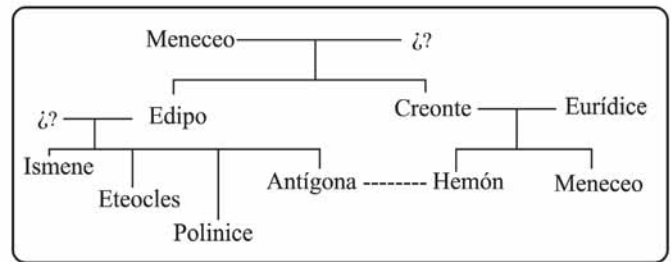 Meneceo ¿?
Edipo Creonte Eurídice
¿?
Ismene Antígona Hemón Meneceo
Eteocles
Polinice